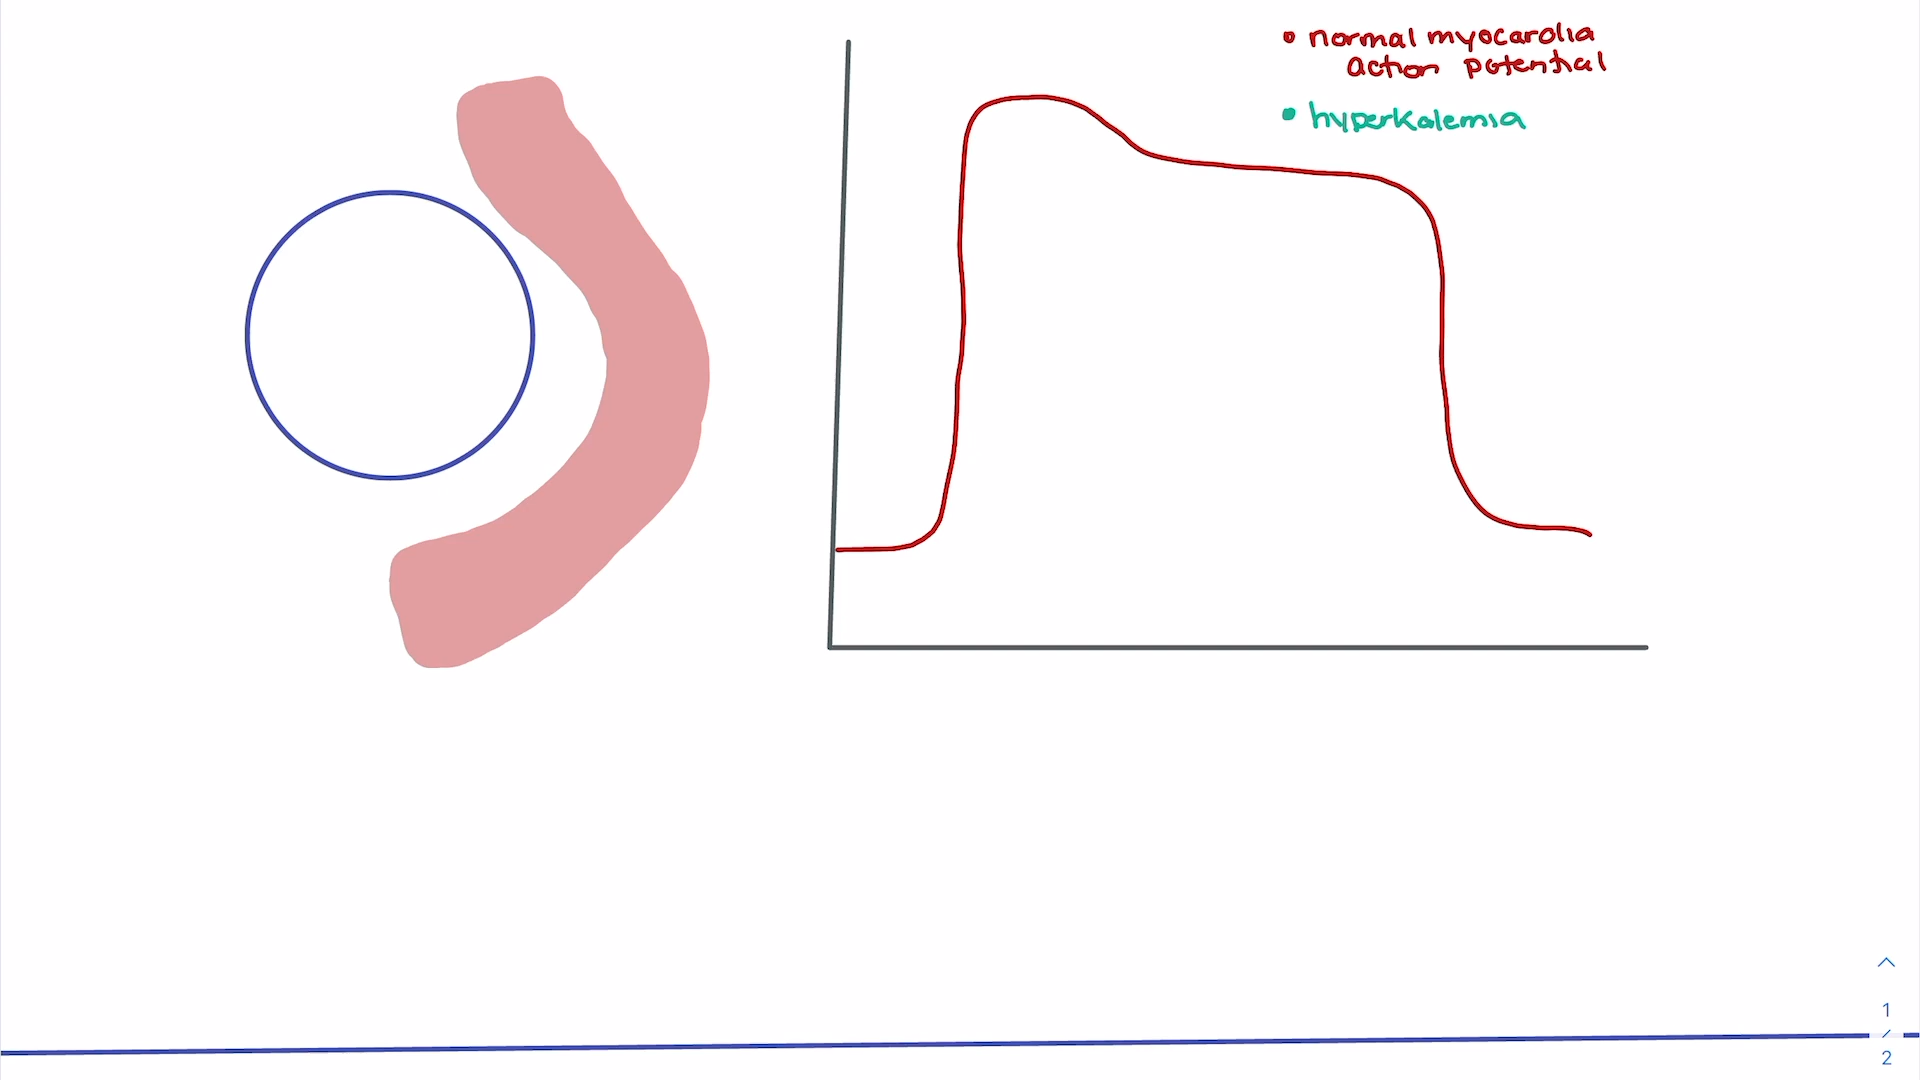 • normal myocardia
action potential
• hyperkalemia
1
/
2